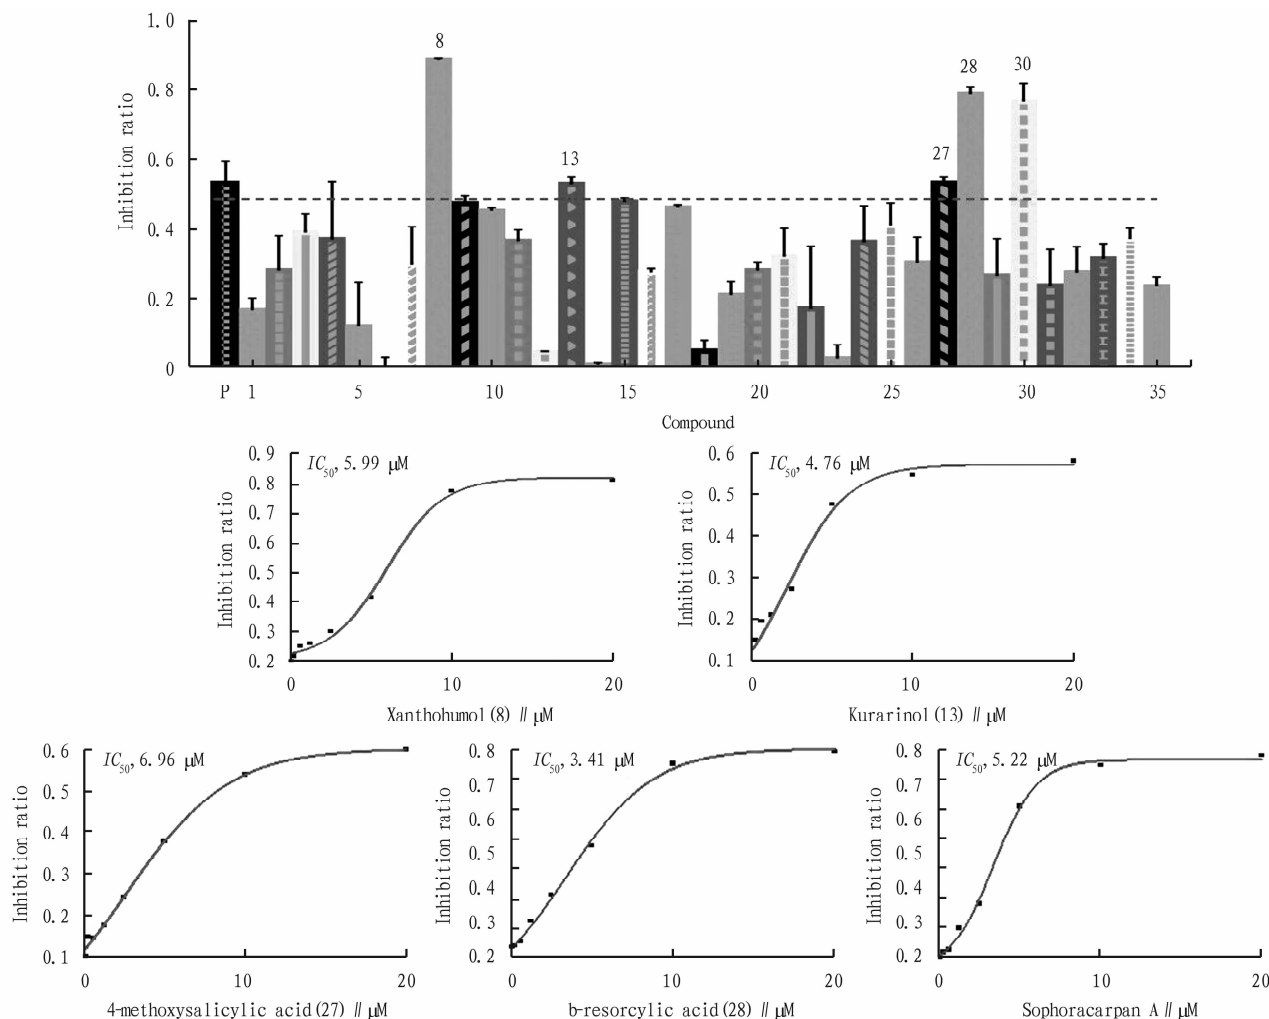 1.0
0.8
0.6
0.4
0.2
0
Inhibition ratio
8
13
27
28
30
P 1 5 10 15 20 25 30 35
Compound
0.9
0.8
0.7
0.6
0.5
0.4
0.3
0.2
Inhibition ratio
IC50, 5.99 μM
0 10 20
Xanthohumol(8) // μM
0.6
0.5
0.4
0.3
0.2
0.1
Inhibition ratio
IC50, 4.76 μM
0 10 20
Kurarinol(13) // μM
0.6
0.5
0.4
0.3
0.2
0.1
Inhibition ratio
IC50, 6.96 μM
0 10 20
4-methoxysalicylic acid(27) // μM
0.8
0.8
0.7
0.6
0.5
0.4
0.3
0.2
Inhibition ratio
IC50, 3.41 μM
0 10 20
b-resorcylic acid(28) // μM
0.8
0.8
0.7
0.6
0.5
0.4
0.3
0.2
Inhibition ratio
IC50, 5.22 μM
0 10 20
Sophoracarpan A // μM